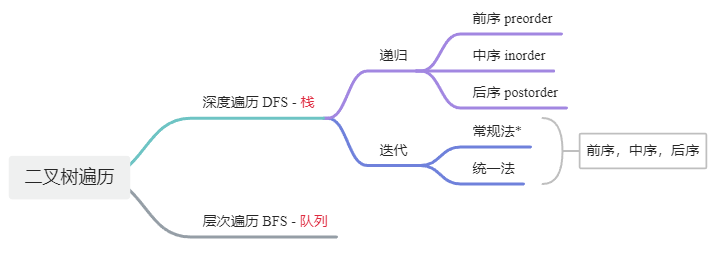 二叉树遍历
深度遍历 DFS - 栈
递归
前序 preorder
中序 inorder
后序 postorder
迭代
常规法*
统一法
前序，中序，后序
层次遍历 BFS - 队列